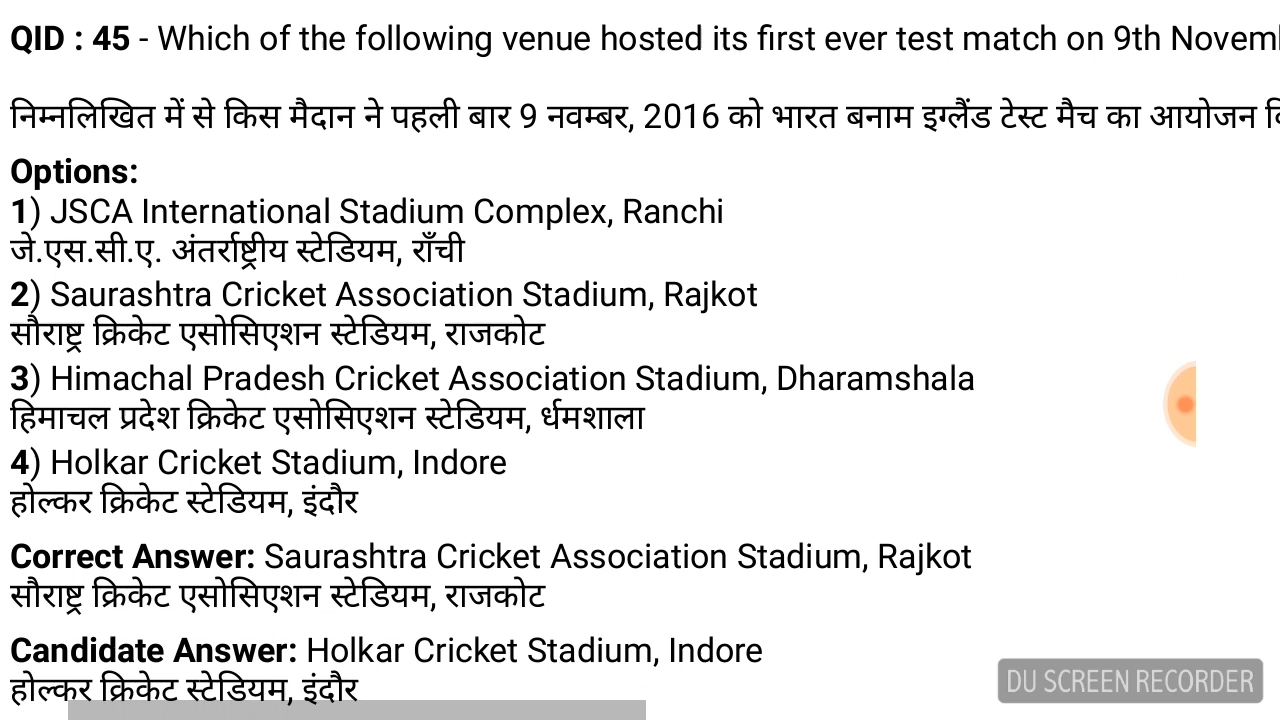 QID : 45 - Which of the following venue hosted its first ever test match on 9th
निम्नलिखित में से किस मैदान ने पहली बार 9 नवम्बर, 2016 को भारत बनाम इग्लैंड टेस्ट मैच का आयोजन
Options:
1) JSCA International Stadium Complex, Ranchi
जे.एस.सी.ए. अंतर्राष्ट्रीय स्टेडियम, राँची
2) Saurashtra Cricket Association Stadium, Rajkot
सौराष्ट्र क्रिकेट एसोसिएशन स्टेडियम, राजकोट
3) Himachal Pradesh Cricket Association Stadium, Dharamshala
हिमाचल प्रदेश क्रिकेट एसोसिएशन स्टेडियम, र्धमशाला
4) Holkar Cricket Stadium, Indore
होल्कर क्रिकेट स्टेडियम, इंदौर
Correct Answer: Saurashtra Cricket Association Stadium, Rajkot
सौराष्ट्र क्रिकेट एसोसिएशन स्टेडियम, राजकोट
Candidate Answer: Holkar Cricket Stadium, Indore
होल्कर क्रिकेट स्टेडियम, इंदौर
DU SCREEN RECORDER